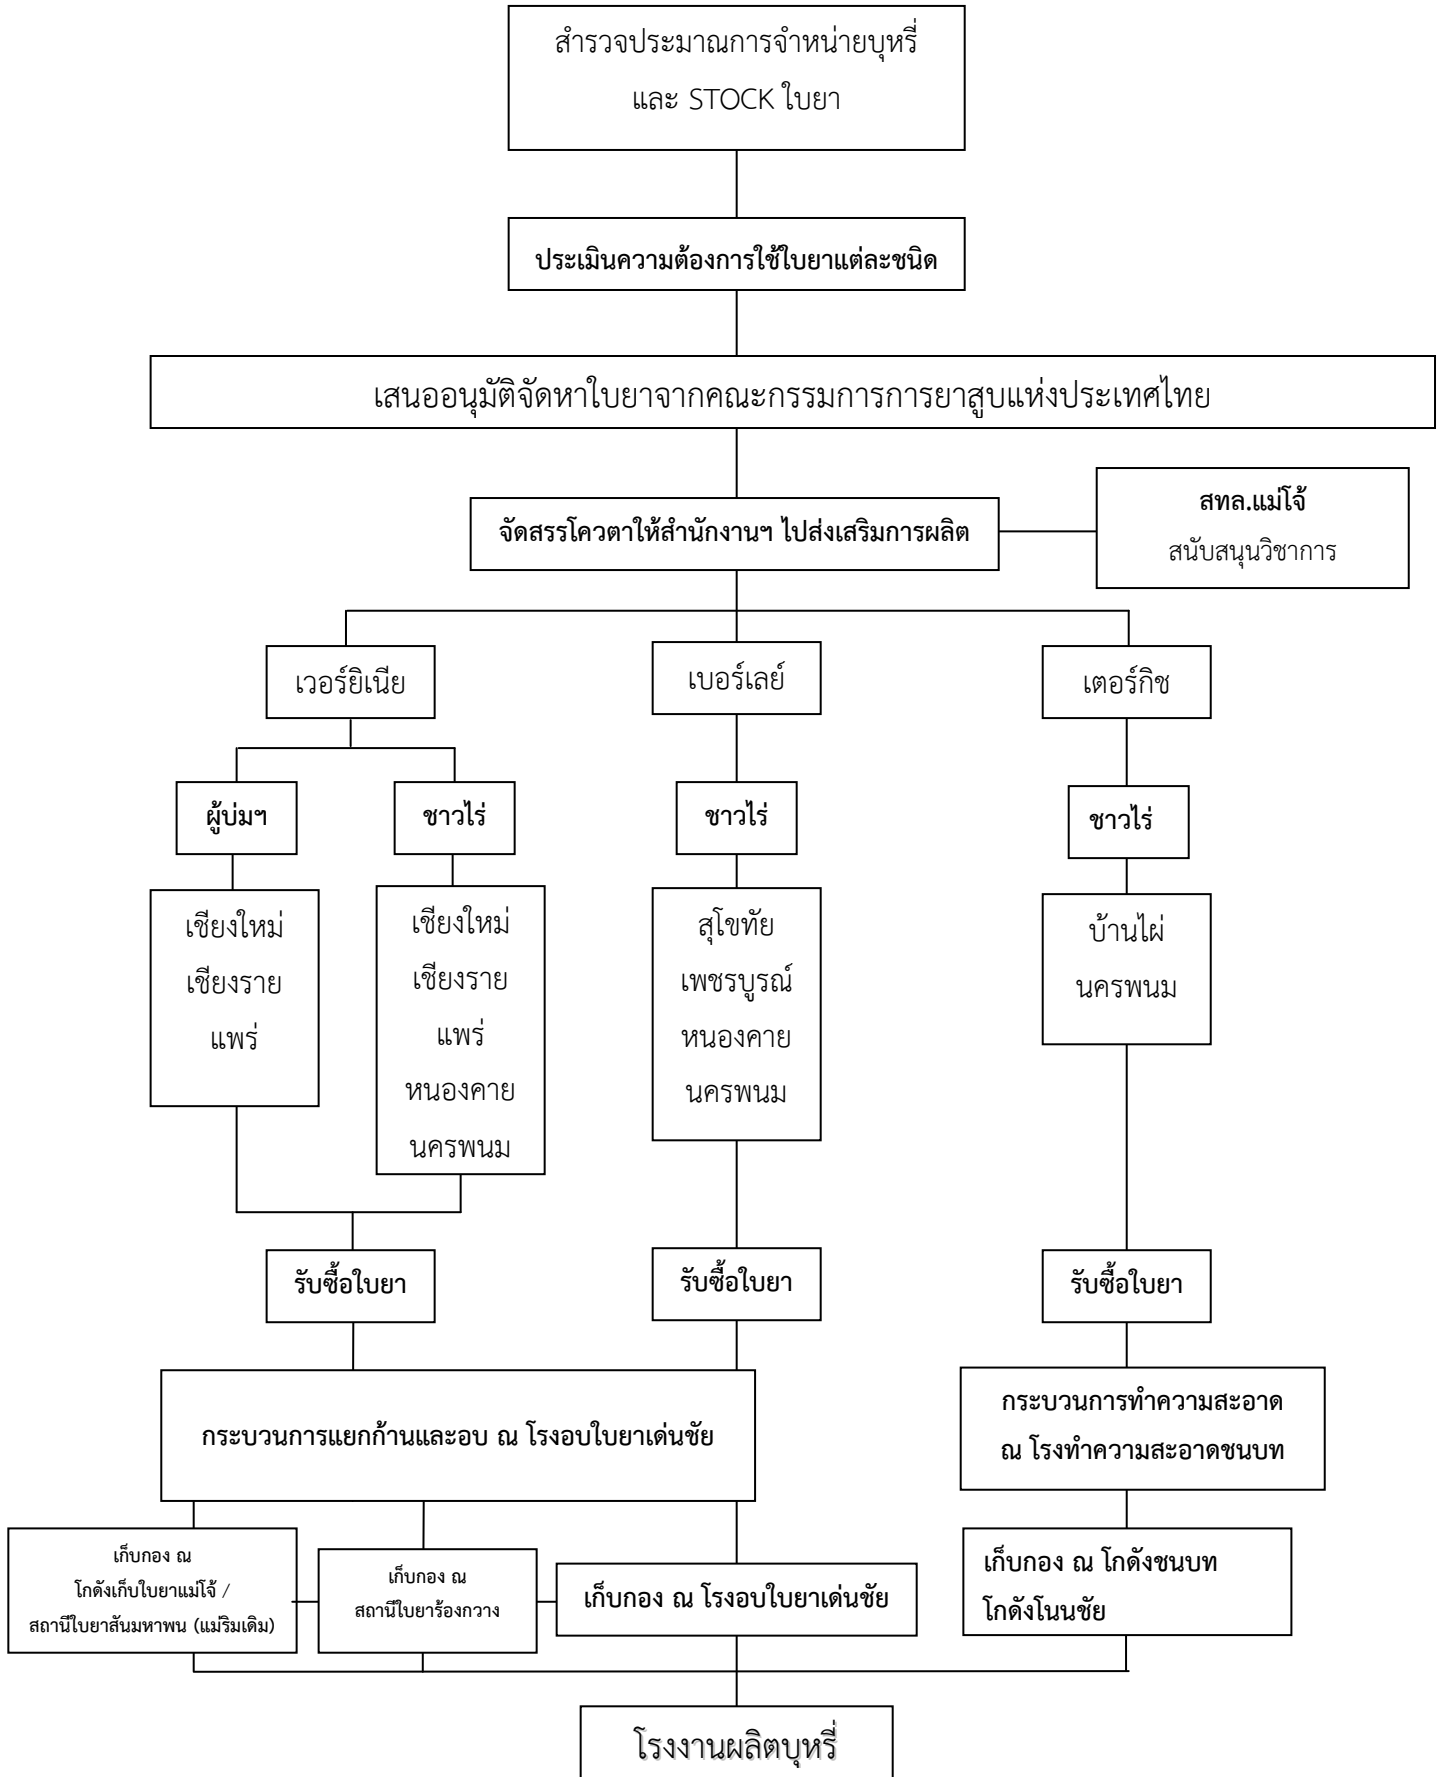 สำรวจประมาณการจำหน่ายบุหรี่
และ STOCK ใบยา
ประเมินความต้องการใช้ใบยาแต่ละชนิด
เสนออนุมัติจัดหาใบยาจากคณะกรรมการการยาสูบแห่งประเทศไทย
จัดสรรโควตาให้สำนักงานฯ ไปส่งเสริมการผลิต
สทล.แม่โจ้
สนับสนุนวิชาการ
เวอร์ยิเนีย
เบอร์เลย์
เตอร์กิช
ผู้บ่มฯ
ชาวไร่
ชาวไร่
ชาวไร่
เชียงใหม่
เชียงราย
แพร่
เชียงใหม่
เชียงราย
แพร่
หนองคาย
นครพนม
สุโขทัย
เพชรบูรณ์
หนองคาย
นครพนม
บ้านไผ่
นครพนม
รับซื้อใบยา
รับซื้อใบยา
รับซื้อใบยา
กระบวนการแยกก้านและอบ ณ โรงอบใบยาเด่นชัย
กระบวนการทำความสะอาด
ณ โรงทำความสะอาดชนบท
เก็บกอง ณ
โกดังเก็บใบยาแม่โจ้ /
สถานีใบยาสันมหาพน (แม่ริมเดิม)
เก็บกอง ณ
สถานีใบยาร้องกวาง
เก็บกอง ณ โรงอบใบยาเด่นชัย
เก็บกอง ณ โกดังชนบท
โกดังโนนชัย
โรงงานผลิตบุหรี่